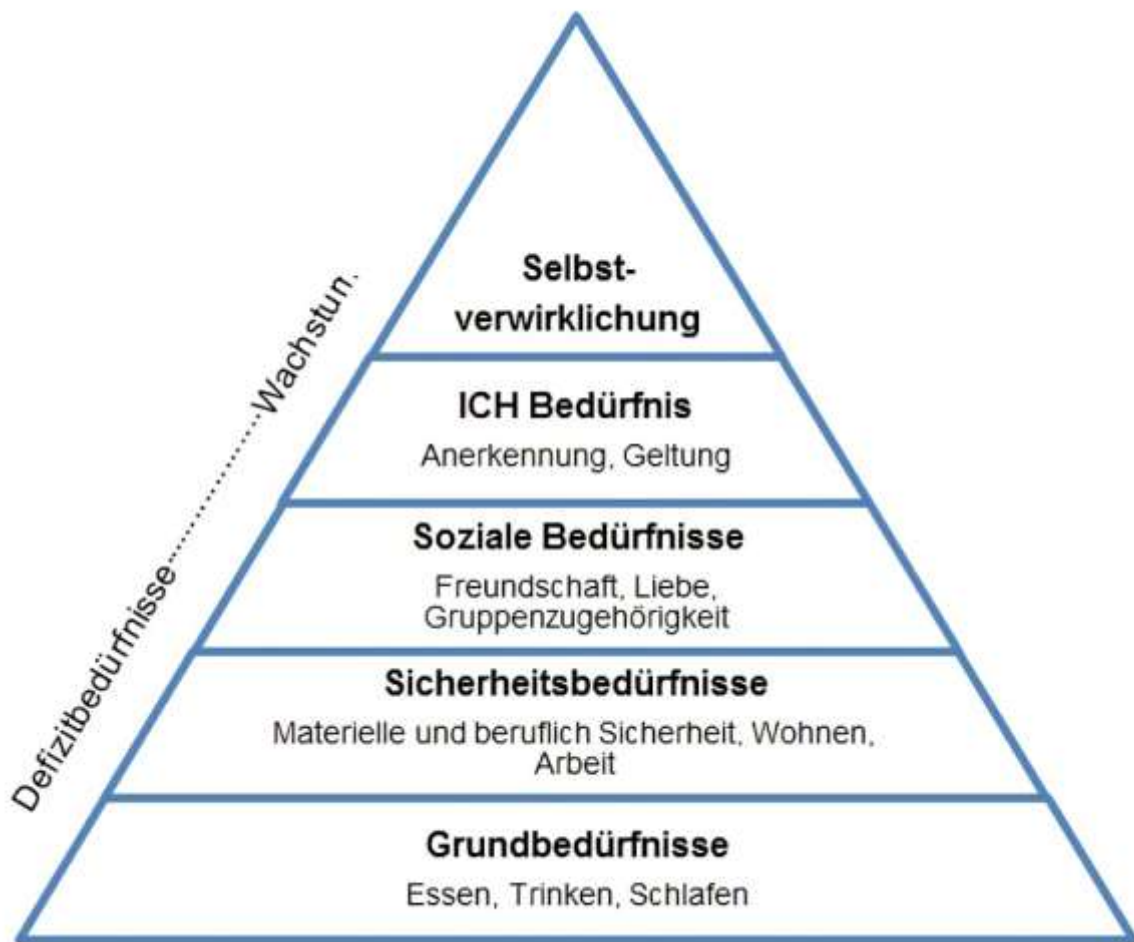 Selbst-
verwirklichung
ICH Bedürfnis
Anerkennung, Geltung
Soziale Bedürfnisse
Freundschaft, Liebe,
Gruppenzugehörigkeit
Sicherheitsbedürfnisse
Materielle und beruflich Sicherheit, Wohnen,
Arbeit
Grundbedürfnisse
Essen, Trinken, Schlafen
Defizitbedürfnisse............Wachstun.